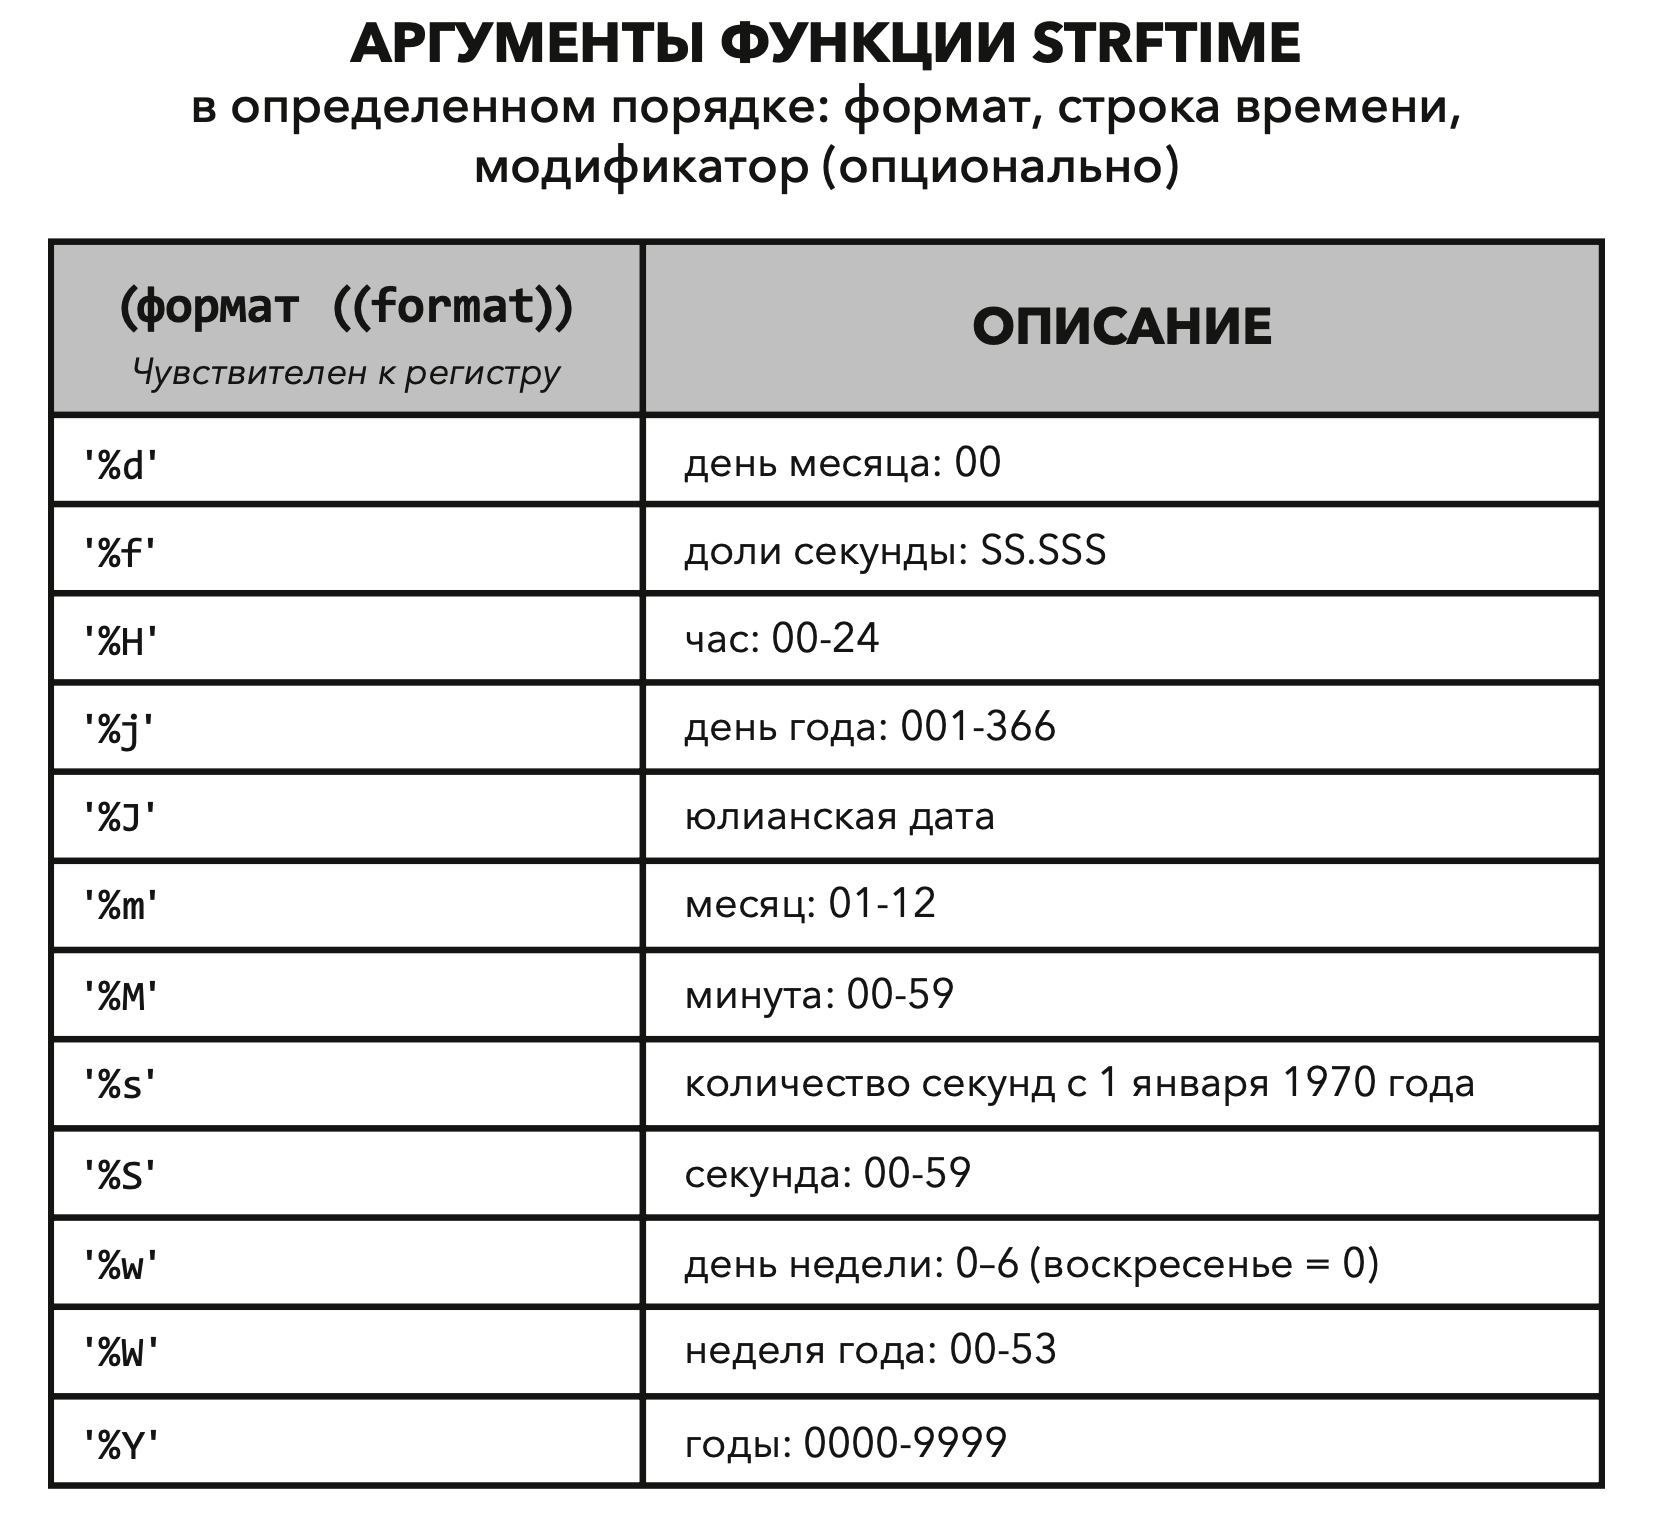 АРГУМЕНТЫ ФУНКЦИИ STRFTIME
в определенном порядке: формат, строка времени,
модификатор (опционально)
(формат ((format)) ОПИСАНИЕ
Чувствителен к регистру
'%d' день месяца: 00
'%f' доли секунды: SS.SSS
'%H' час: 00-24
'%j' день года: 001-366
'%J' юлианская дата
'%m' месяц: 01-12
'%M' минута: 00-59
'%s' количество секунд с 1 января 1970 года
'%S' секунда: 00-59
'%w' день недели: 0–6 (воскресенье = 0)
'%W' неделя года: 00-53
'%Y' годы: 0000-9999